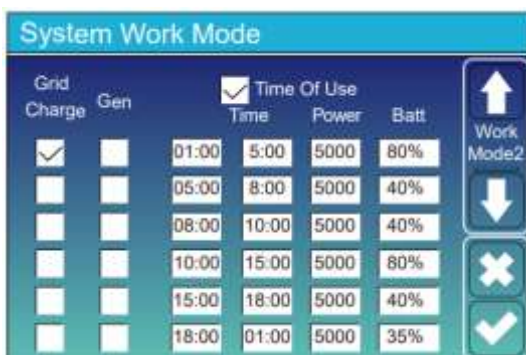 System Work Mode
Grid Charge Gen
Time Of Use
Time Power Batt
Work Mode2
01:00 5:00 5000 80%
05:00 8:00 5000 40%
08:00 10:00 5000 40%
10:00 15:00 5000 80%
15:00 18:00 5000 40%
18:00 01:00 5000 35%